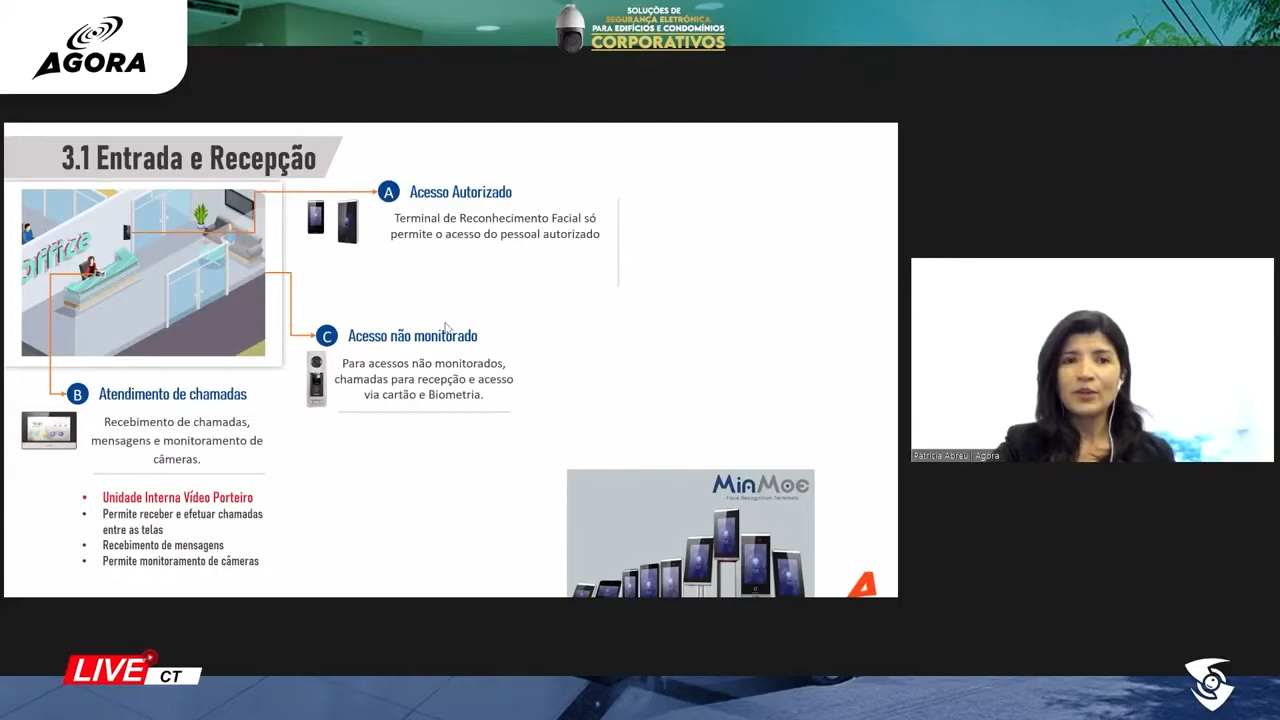 AGORA
SOLUÇÕES DE
SEGURANÇA ELETRÔNICA
PARA EDIFÍCIOS E CONDOMÍNIOS
CORPORATIVOS
3.1 Entrada e Recepção
office
A Acesso Autorizado
Terminal de Reconhecimento Facial só
permite o acesso do pessoal autorizado
C Acesso não monitorado
Para acessos não monitorados,
chamadas para recepção e acesso
via cartão e Biometria.
B Atendimento de chamadas
Recebimento de chamadas,
mensagens e monitoramento de
câmeras.
• Unidade Interna Vídeo Porteiro
• Permite receber e efetuar chamadas
entre as telas
• Recebimento de mensagens
• Permite monitoramento de câmeras
MinMoe
Face Recognition Terminals
Patricia Abreu | Agora
LIVE CT